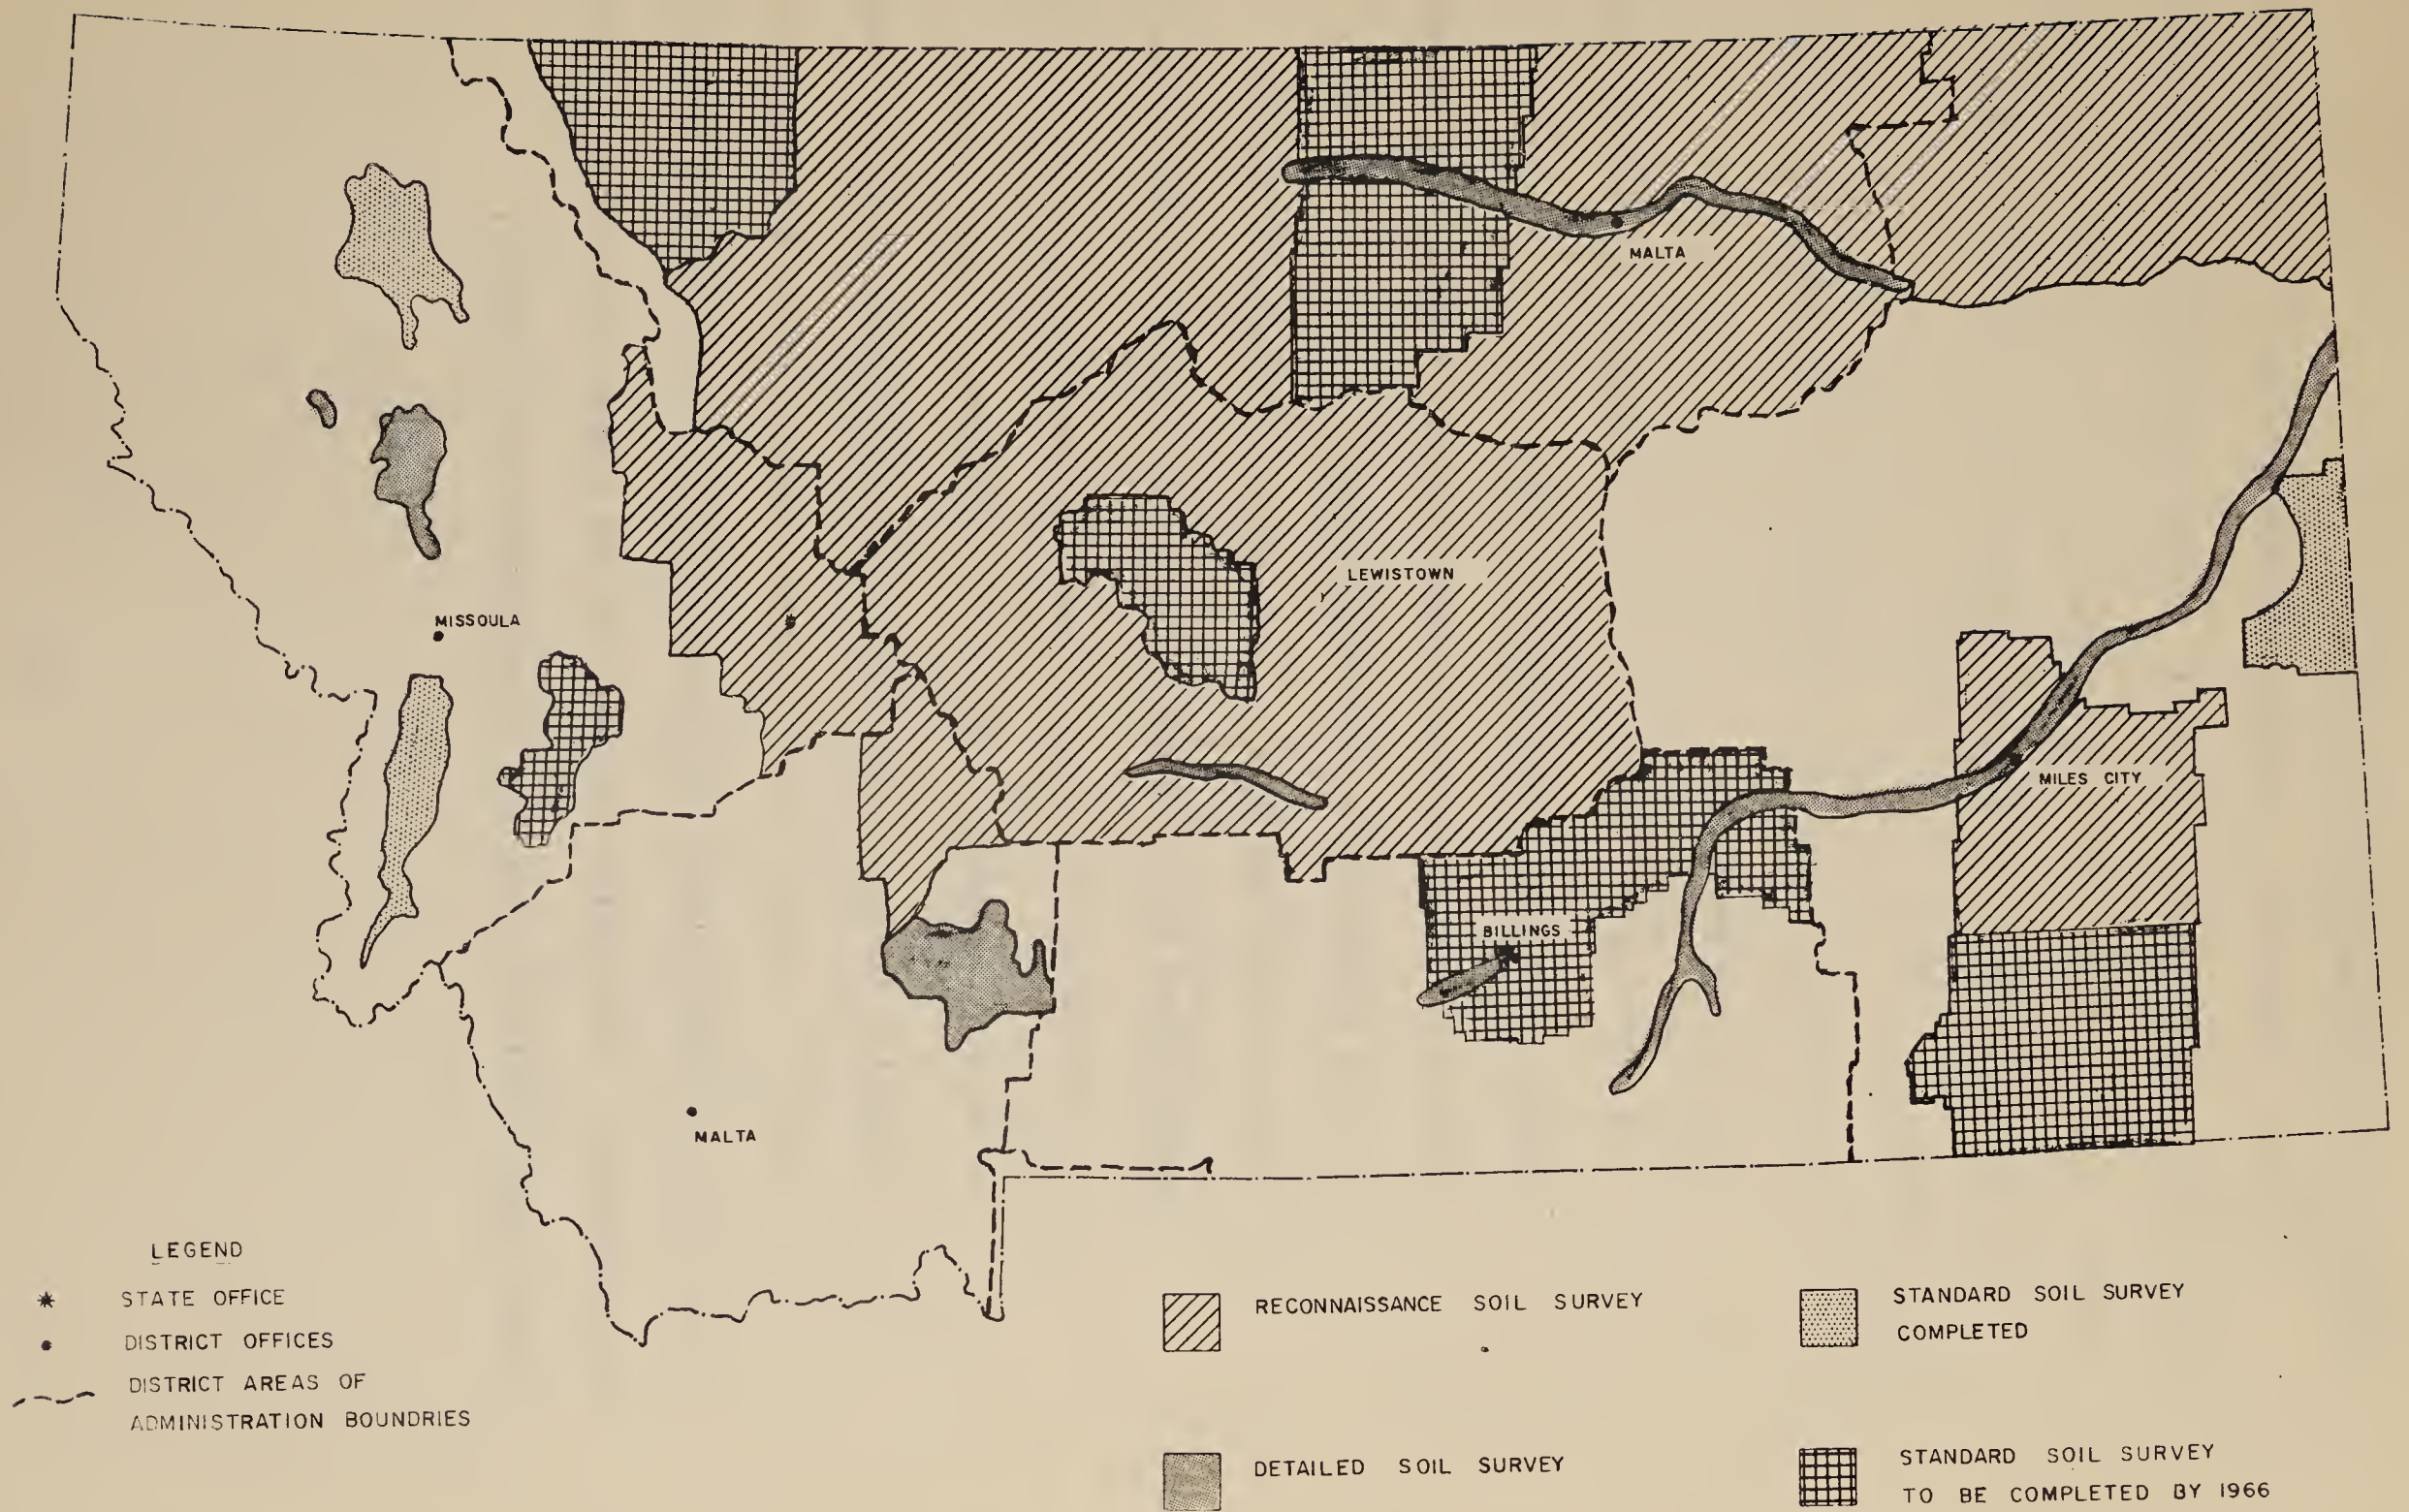 MALTA
LEWISTOWN
MISSOULA
MILES CITY
BILLINGS
MALTA
LEGEND
STATE OFFICE
DISTRICT OFFICES
DISTRICT AREAS OF
ADMINISTRATION BOUNDRIES
RECONNAISSANCE SOIL SURVEY
DETAILED SOIL SURVEY
STANDARD SOIL SURVEY
COMPLETED
STANDARD SOIL SURVEY
TO BE COMPLETED BY 1966